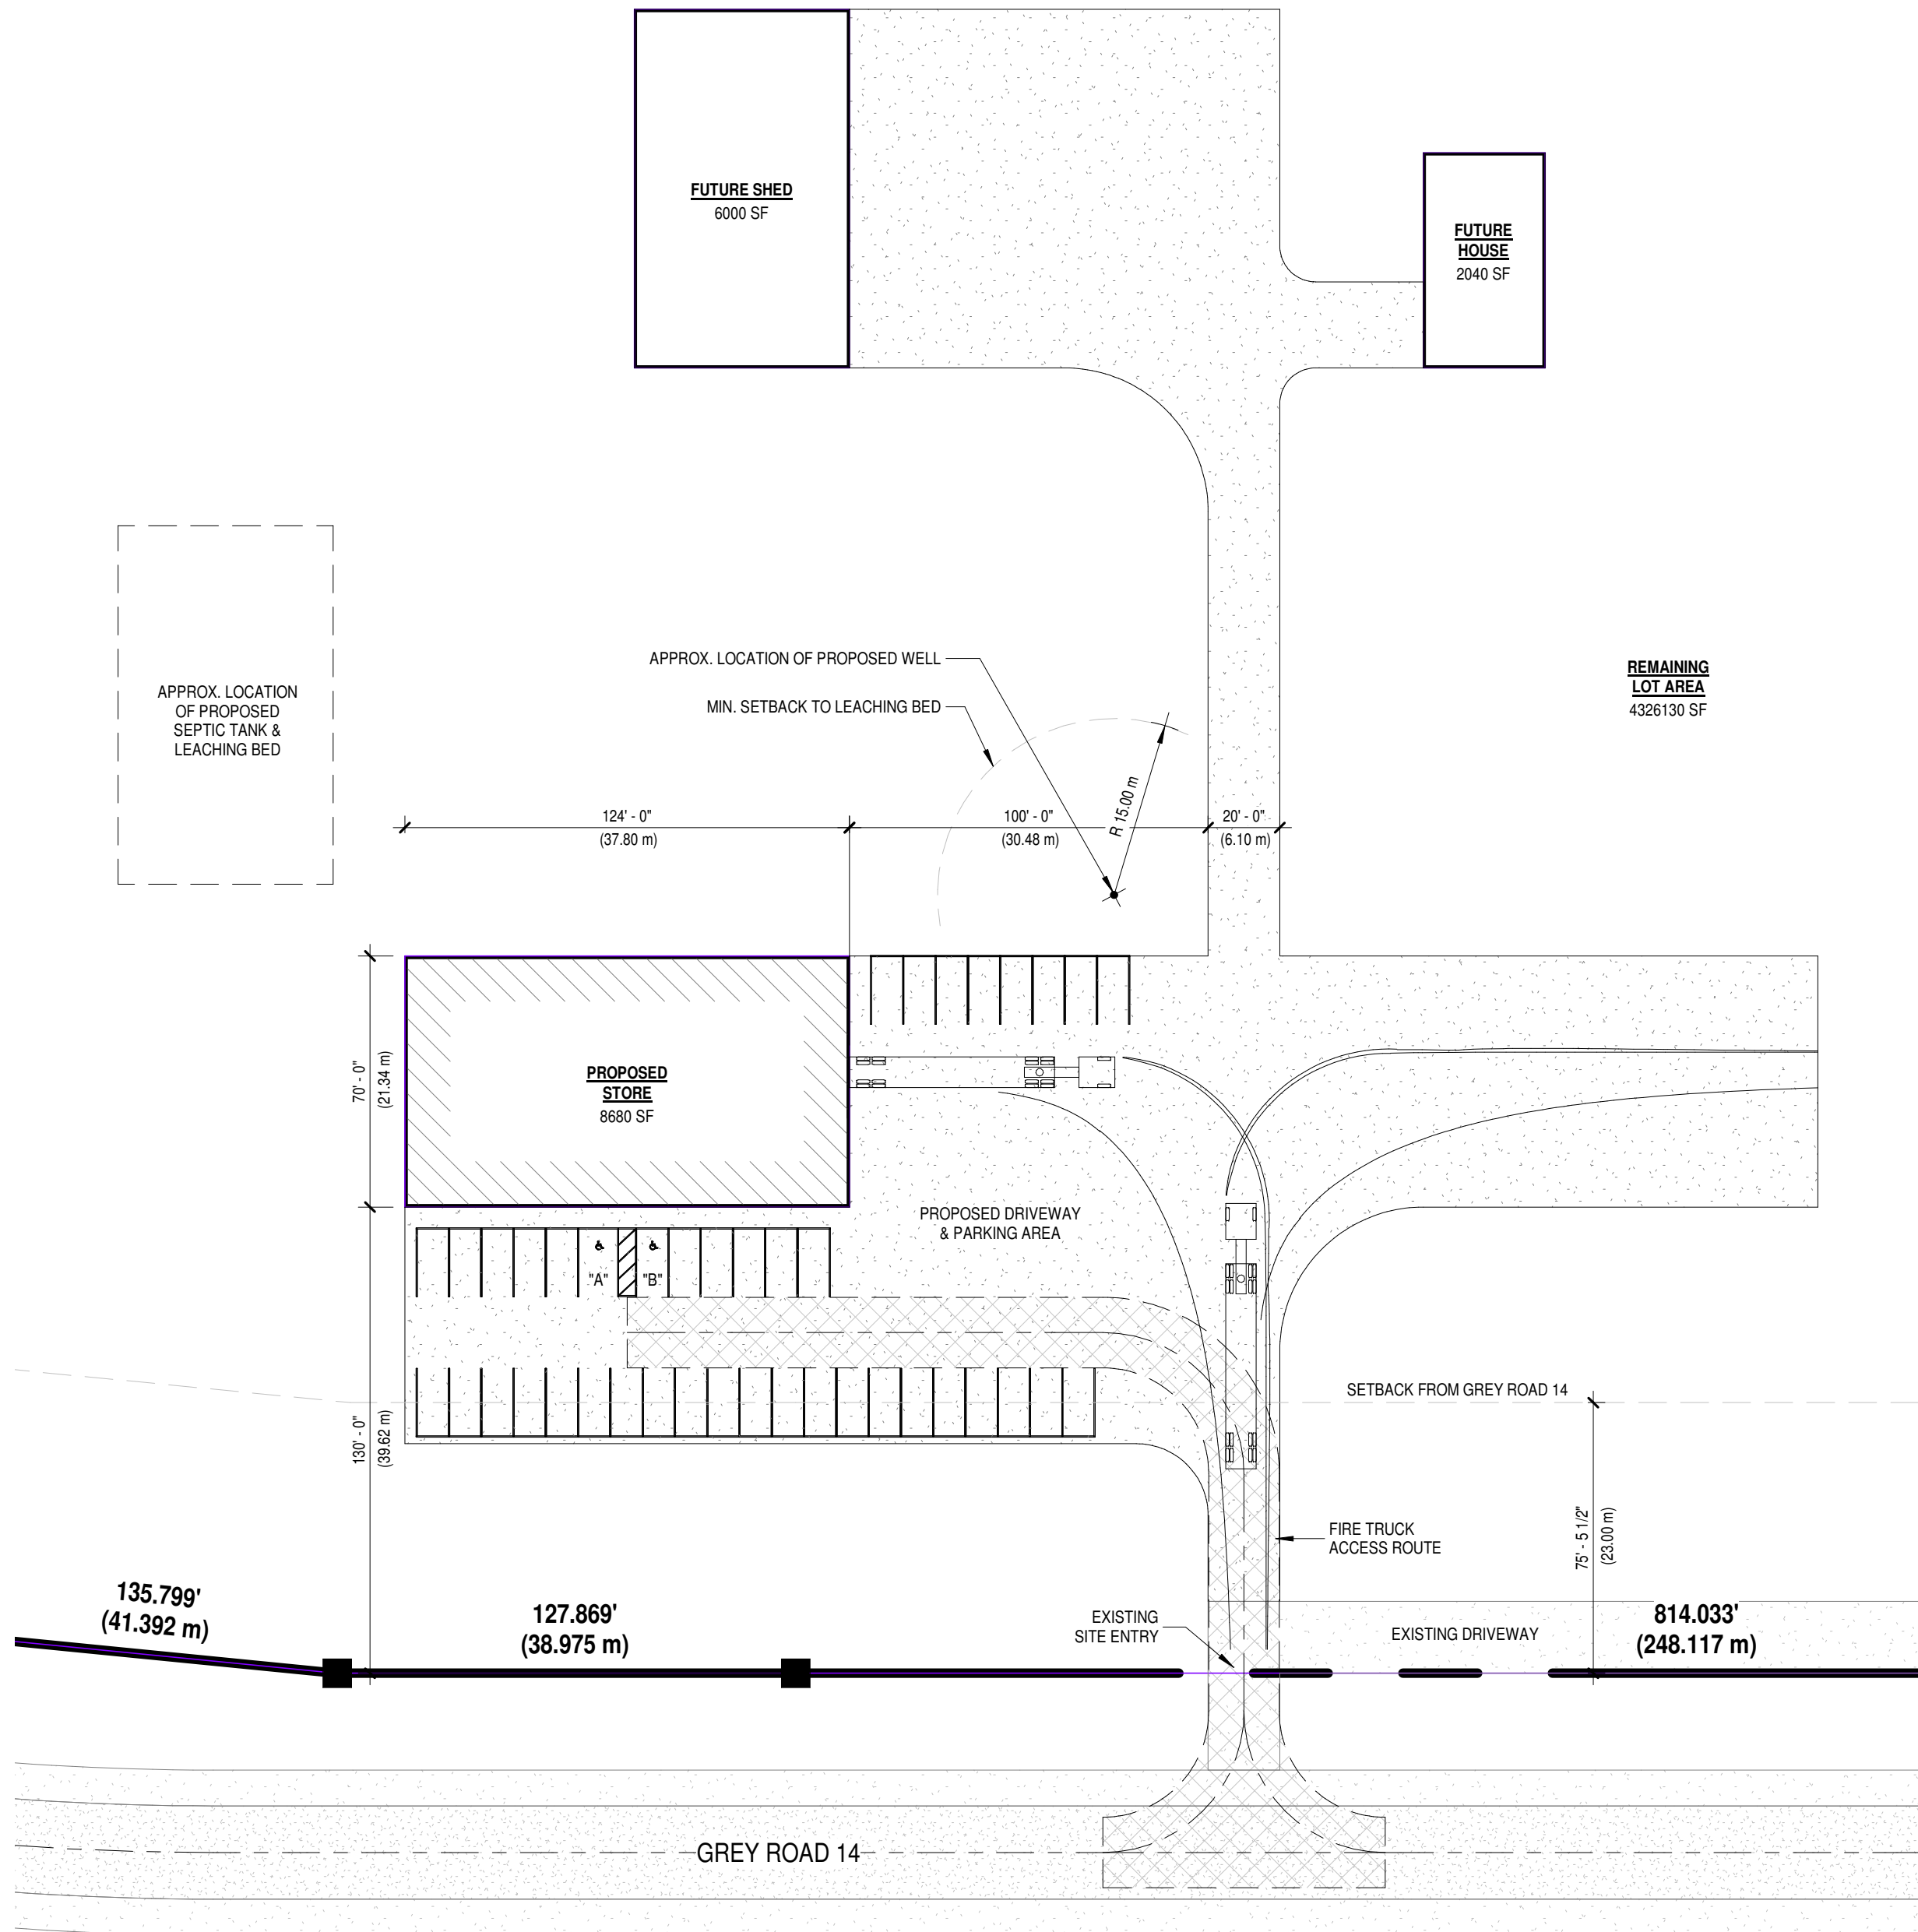 FUTURE SHED
6000 SF
FUTURE
HOUSE
2040 SF
APPROX. LOCATION OF PROPOSED WELL
MIN. SETBACK TO LEACHING BED
APPROX. LOCATION
OF PROPOSED
SEPTIC TANK &
LEACHING BED
REMAINING
LOT AREA
4326130 SF
R 15.00 m
124' - 0"
(37.80 m)
100' - 0"
(30.48 m)
20' - 0"
(6.10 m)
70' - 0"
(21.34 m)
PROPOSED
STORE
8680 SF
PROPOSED DRIVEWAY
& PARKING AREA
"A"
"B"
130' - 0"
(39.62 m)
SETBACK FROM GREY ROAD 14
75' - 5 1/2"
(23.00 m)
FIRE TRUCK
ACCESS ROUTE
135.799'
(41.392 m)
127.869'
(38.975 m)
EXISTING
SITE ENTRY
EXISTING DRIVEWAY
814.033'
(248.117 m)
GREY ROAD 14